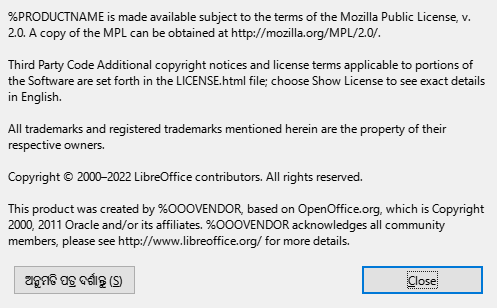 %PRODUCTNAME is made available subject to the terms of the Mozilla Public License, v.
2.0. A copy of the MPL can be obtained at http://mozilla.org/MPL/2.0/.
Third Party Code Additional copyright notices and license terms applicable to portions of
the Software are set forth in the LICENSE.html file; choose Show License to see exact details
in English.
All trademarks and registered trademarks mentioned herein are the property of their
respective owners.
Copyright © 2000–2022 LibreOffice contributors. All rights reserved.
This product was created by %OOOVENDOR, based on OpenOffice.org, which is Copyright
2000, 2011 Oracle and/or its affiliates. %OOOVENDOR acknowledges all community
members, please see http://www.libreoffice.org/ for more details.
ଅନୁମତି ପତ୍ର ଦର୍ଶାନ୍ତୁ (S)
Close